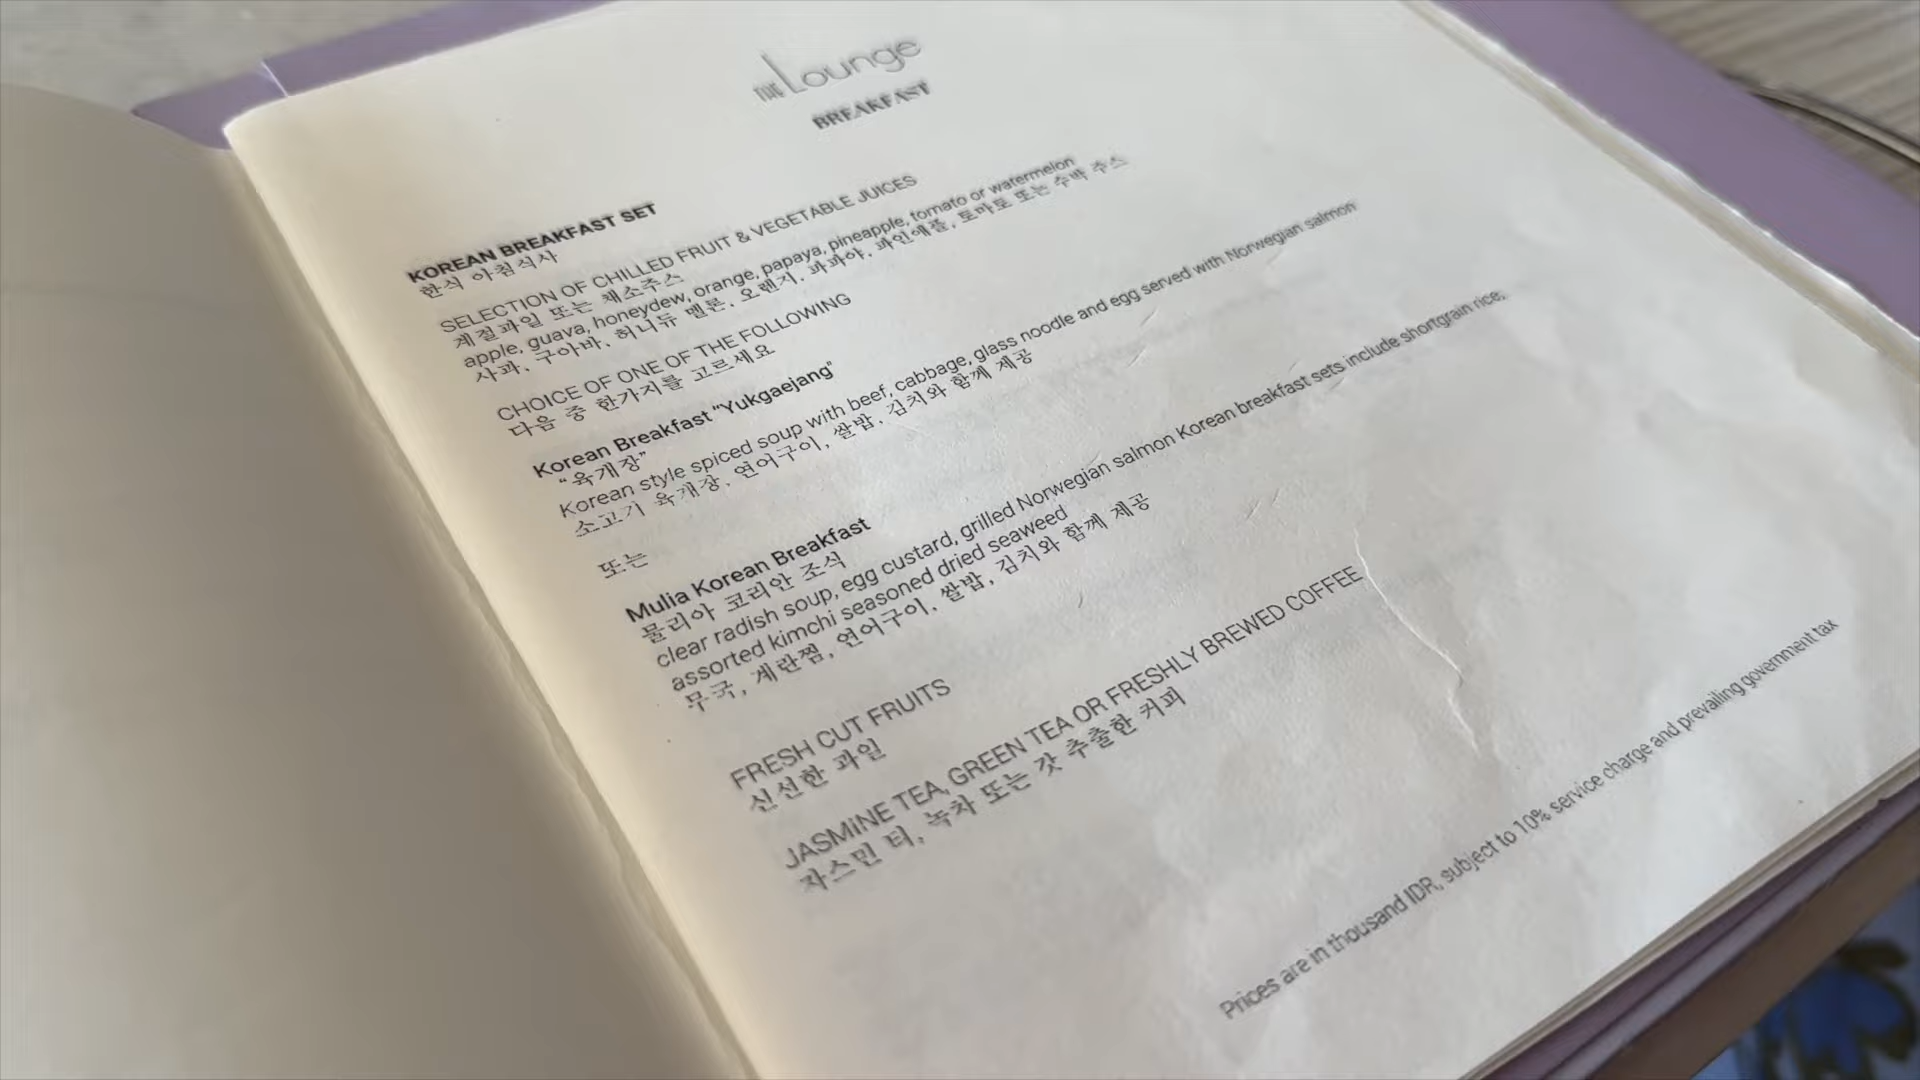 THE Lounge
BREAKFAST
KOREAN BREAKFAST SET
한식 아침식사
SELECTION OF CHILLED FRUIT & VEGETABLE JUICES
계절과일 또는 채소주스
apple, guava, honeydew, orange, papaya, pineapple, tomato or watermelon
사과, 구아바, 허니듀 멜론, 오렌지, 파파야, 파인애플, 토마토 또는 수박 주스
CHOICE OF ONE OF THE FOLLOWING
다음 중 한가지를 고르세요
Korean Breakfast "Yukgaejang"
"육개장"
Korean style spiced soup with beef, cabbage, glass noodle and egg served with Norwegian salmon
소고기 육개장, 연어구이, 쌀밥, 김치와 함께 제공
또는
Mulia Korean Breakfast
물리아 코리안 조식
clear radish soup, egg custard, grilled Norwegian salmon Korean breakfast sets include shortgrain rice,
assorted kimchi seasoned dried seaweed
무국, 계란찜, 연어구이, 쌀밥, 김치와 함께 제공
FRESH CUT FRUITS
신선한 과일
JASMINE TEA, GREEN TEA OR FRESHLY BREWED COFFEE
자스민 티, 녹차 또는 갓 추출한 커피
Prices are in thousand IDR, subject to 10% service charge and prevailing government tax